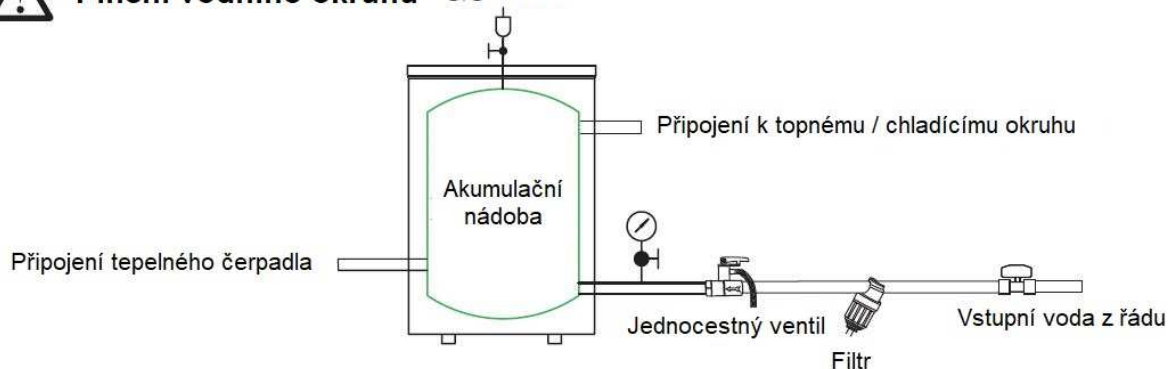 Plnění vodního okruhu
Připojení k topnému / chladícímu okruhu
Akumulační
nádoba
Připojení tepelného čerpadla
Jednocestný ventil
Vstupní voda z řádu
Filtr